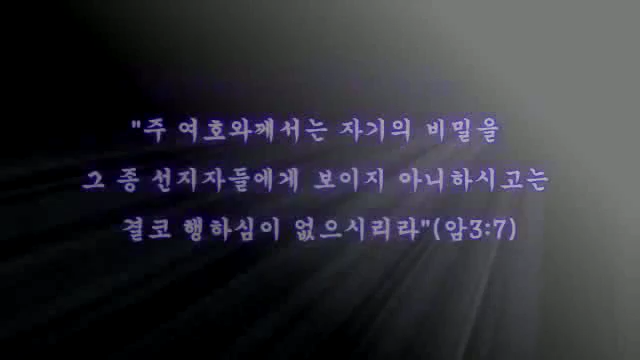 "주 여호와께서는 자기의 비밀을
그 종 선지자들에게 보이지 아니하시고는
결코 행하심이 없으시리라"(암3:7)